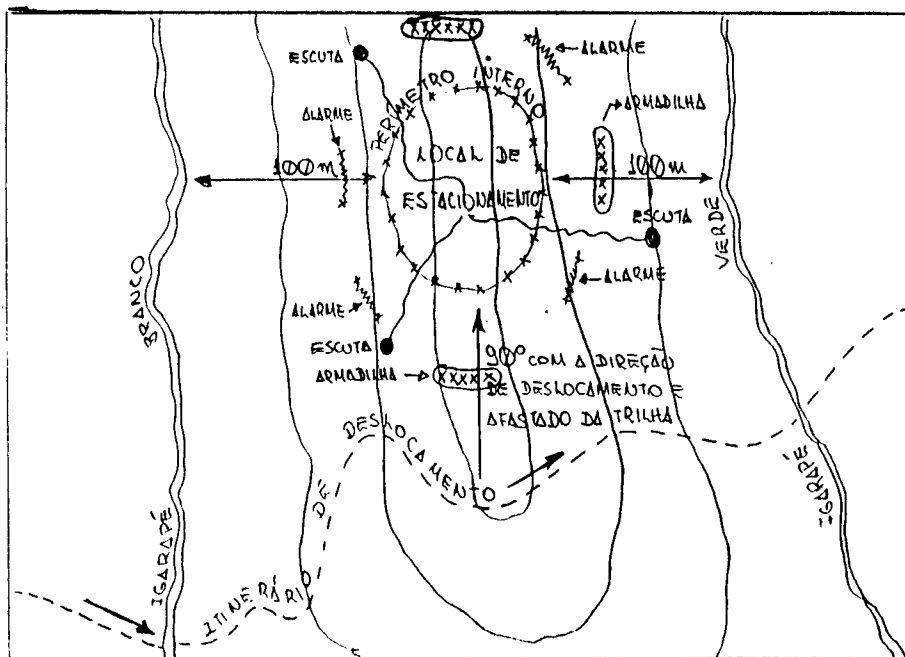 ESCUTA
ALARME
ALARME
PERÍMETRO INTERNO
ARMADILHA
100m
LOCAL DE
ESTACIONAMENTO
100m
ESCUTA
VERDE
BRANCO
ALARME
ALARME
ESCUTA
ARMADILHA
90° COM A DIREÇÃO
DE DESLOCAMENTO E
AFASTADO DA TRILHA
DESLOCAMENTO
DÉ
IGARAPÉ
IGARAPÉ
ITINERÁRIO